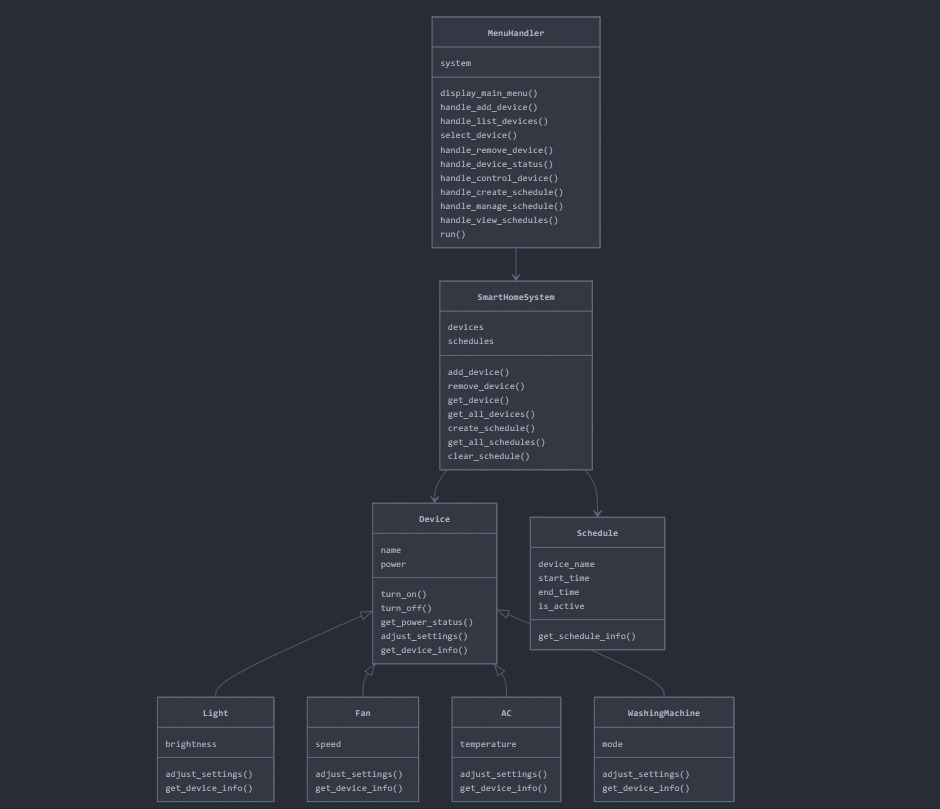 MenuHandler
system
display_main_menu()
handle_add_device()
handle_list_devices()
select_device()
handle_remove_device()
handle_device_status()
handle_control_device()
handle_create_schedule()
handle_manage_schedule()
handle_view_schedules()
run()
SmartHomeSystem
devices
schedules
add_device()
remove_device()
get_device()
get_all_devices()
create_schedule()
get_all_schedules()
clear_schedule()
Device
name
power
turn_on()
turn_off()
get_power_status()
adjust_settings()
get_device_info()
Schedule
device_name
start_time
end_time
is_active
get_schedule_info()
Light
brightness
adjust_settings()
get_device_info()
Fan
speed
adjust_settings()
get_device_info()
AC
temperature
adjust_settings()
get_device_info()
WashingMachine
mode
adjust_settings()
get_device_info()